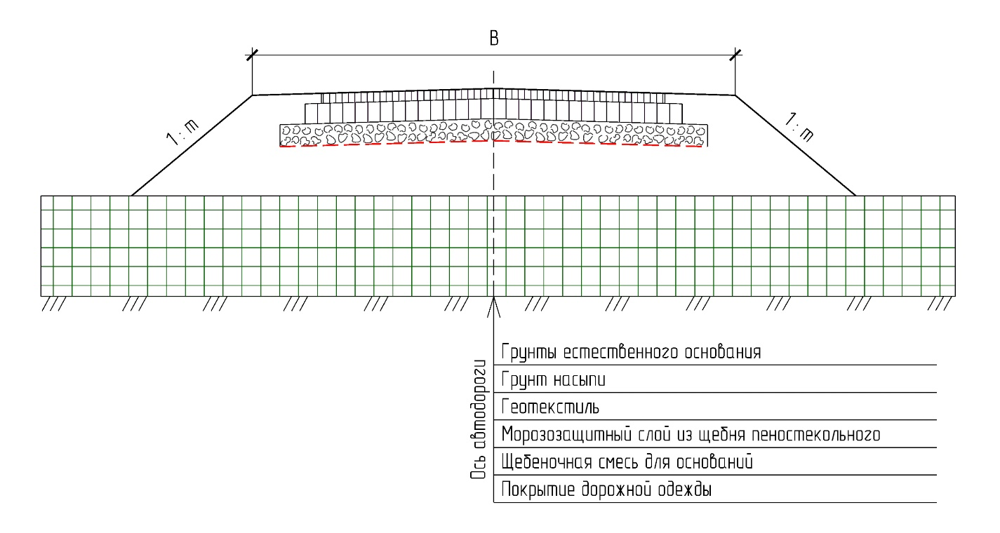 В
1 : m
1 : m
Ось автодороги
Грунты естественного основания
Грунт насыпи
Геотекстиль
Морозозащитный слой из щебня пеностекольного
Щебеночная смесь для оснований
Покрытие дорожной одежды